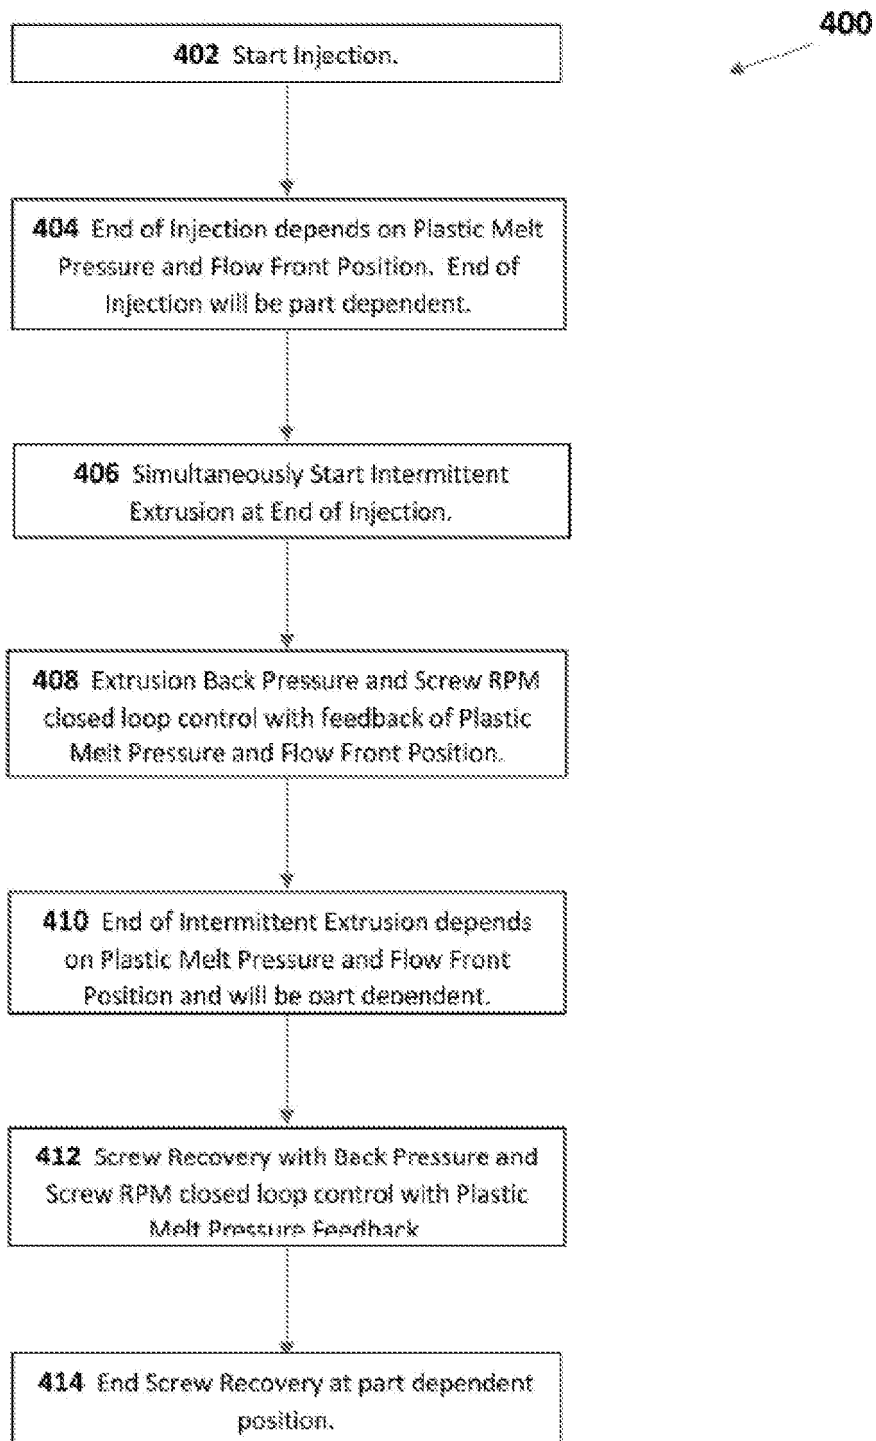 400
402 Start Injection.
404 End of Injection depends on Plastic Melt
Pressure and Flow Front Position. End of
Injection will be part dependent.
406 Simultaneously Start Intermittent
Extrusion at End of Injection.
408 Extrusion Back Pressure and Screw RPM
closed loop control with feedback of Plastic
Melt Pressure and Flow Front Position.
410 End of Intermittent Extrusion depends
on Plastic Melt Pressure and Flow Front
Position and will be part dependent.
412 Screw Recovery with Back Pressure and
Screw RPM closed loop control with Plastic
Melt Pressure Feedback
414 End Screw Recovery at part dependent
position.